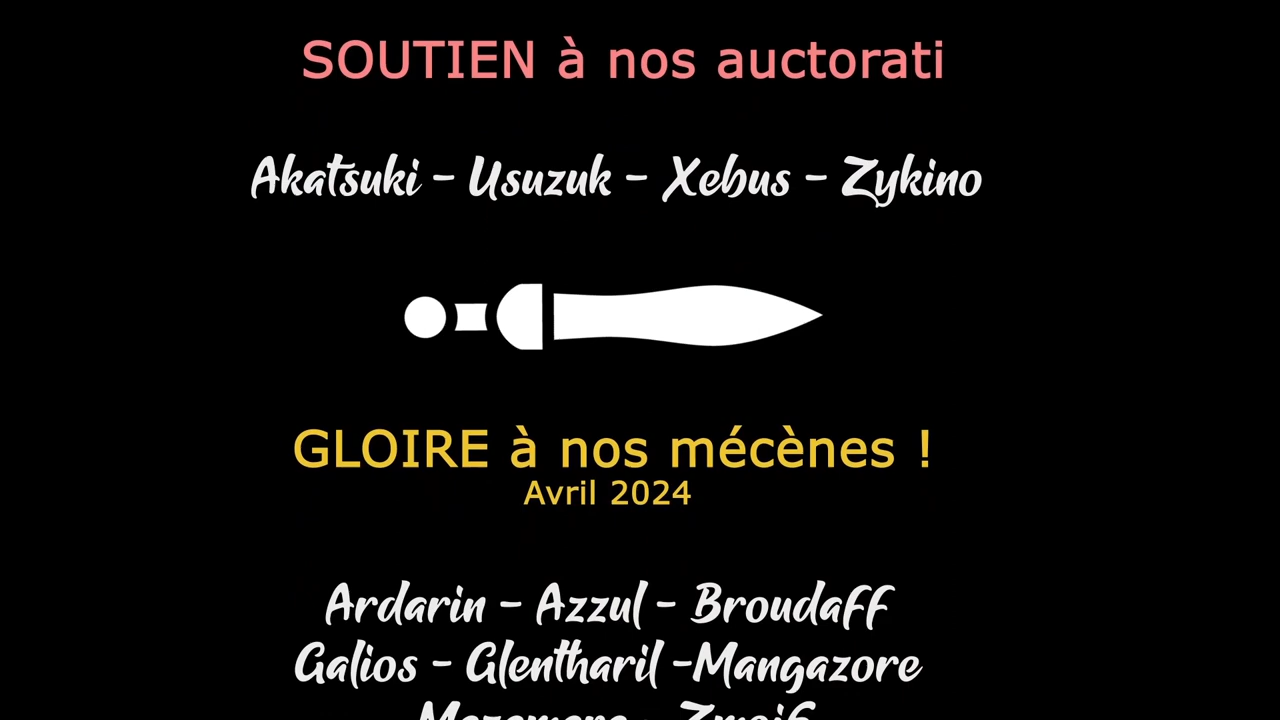 SOUTIEN à nos auctorati
Akatsuki - Usuzuk - Xebus - Zykino
GLOIRE à nos mécènes !
Avril 2024
Ardarin - Azzul - Broudaff
Galios - Glentharil -Mangazore